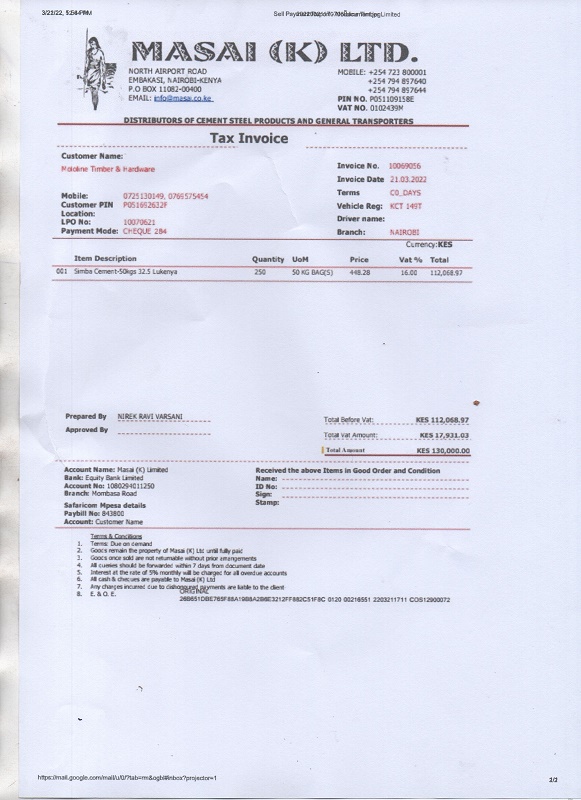 3/22/22, 5:54 PM
MASAI (K) LTD.
NORTH AIRPORT ROAD
EMBAKASI, NAIROBI-KENYA
P.O BOX 11082-00400
EMAIL: info@masai.co.ke
MOBILE: +254 723 800001
+254 794 857640
+254 794 857644
PIN NO. P051109158E
VAT NO. 0102439M
DISTRIBUTORS OF CEMENT STEEL PRODUCTS AND GENERAL TRANSPORTERS
Tax Invoice
Customer Name:
Molokne Timber & Hardware
Mobile: 0725130149, 0769575454
Customer PIN P051652632F
Location:
LPO No: 10070621
Payment Mode: CHEQUE 284
Invoice No. 10069056
Invoice Date 21.03.2022
Terms C0_DAYS
Vehicle Reg: KCT 149T
Driver name:
Branch: NAIROBI
Currency:KES
Item Description Quantity UoM Price Vat % Total
001 Simba Cement-50kgs 32.5 Lukenya 250 50 KG BAG(S) 448.28 16.00 112,068.97
Prepared By NIREK RAVI VARSANI
Approved By
Total Before Vat: KES 112,068.97
Total Vat Amount: KES 17,931.03
Total Amount KES 130,000.00
Account Name: Masai (K) Limited
Bank: Equity Bank Limited
Account No: 1080294011250
Branch: Mombasa Road
Safaricom Mpesa details
Paybill No: 843800
Account: Customer Name
Received the above Items in Good Order and Condition
Name:
ID No:
Sign:
Stamp:
Terms & Conditions
1. Terms: Due on demand
2. Goods remain the property of Masai (K) Ltd until fully paid
3. Goods once sold are not returnable without prior arrangements
4. All queries should be forwarded within 7 days from document date
5. Interest at the rate of 5% monthly will be charged for all overdue accounts
6. All cash & cheques are payable to Masai (K) Ltd
7. Any charges incurred due to dishonoured payments are liable to the client
8. E. & O. E.
ORIGINAL
26B651DBE765F88A19B8A2B6E3212FF882C51F8C 0120 00216551 2203211711 COS12900072
https://mail.google.com/mail/u/0/?tab=rm&ogbl#inbox?projector=1
1/1